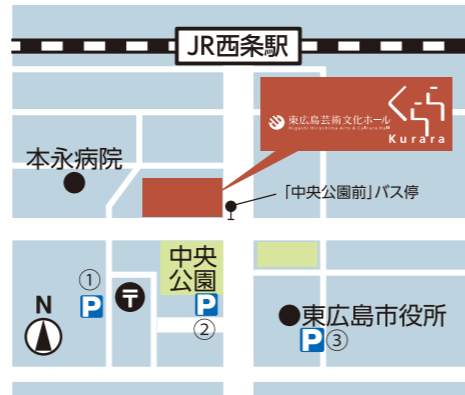 JR西条駅
東広島芸術文化ホール
Higashi Hiroshima Arts & Culture Hall
くらら
Kurara
本永病院
「中央公園前」バス停
中央
公園
①
P
〒
P
②
N
東広島市役所
P
③